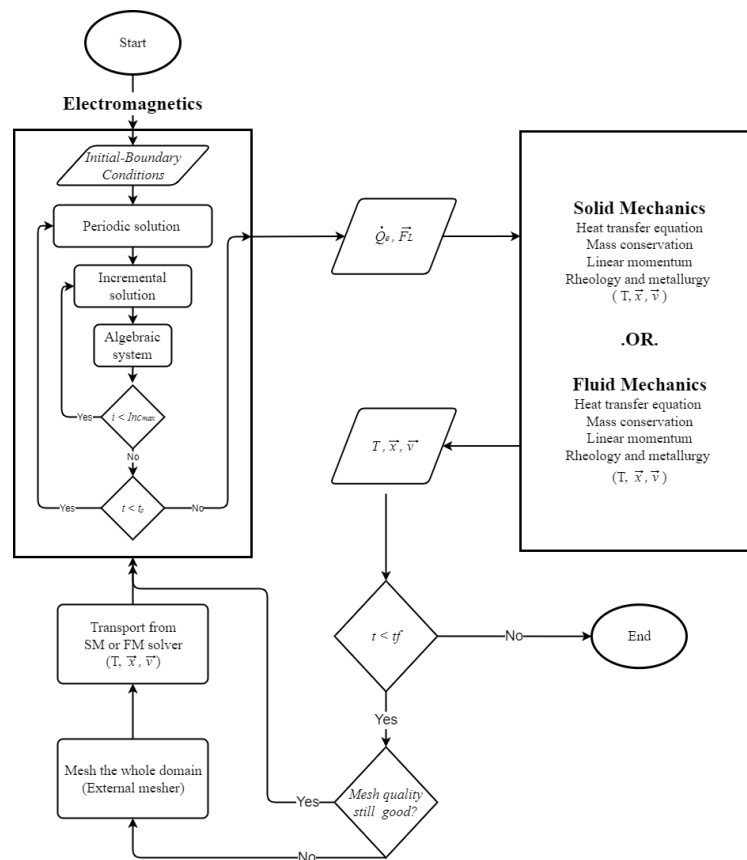 Start
Electromagnetics
Initial-Boundary
Conditions
Periodic solution
Incremental
solution
Algebraic
system
i < Inc_max
Yes
No
t < t_p
Yes
No
Q̇_e , F⃗_L
Solid Mechanics
Heat transfer equation
Mass conservation
Linear momentum
Rheology and metallurgy
( T, x⃗ , v⃗ )
.OR.
Fluid Mechanics
Heat transfer equation
Mass conservation
Linear momentum
Rheology and metallurgy
(T, x⃗ , v⃗ )
T , x⃗ , v⃗
t < tf
No
End
Yes
Mesh quality
still good?
Yes
No
Mesh the whole domain
(External mesher)
Transport from
SM or FM solver
(T, x⃗ , v⃗ )